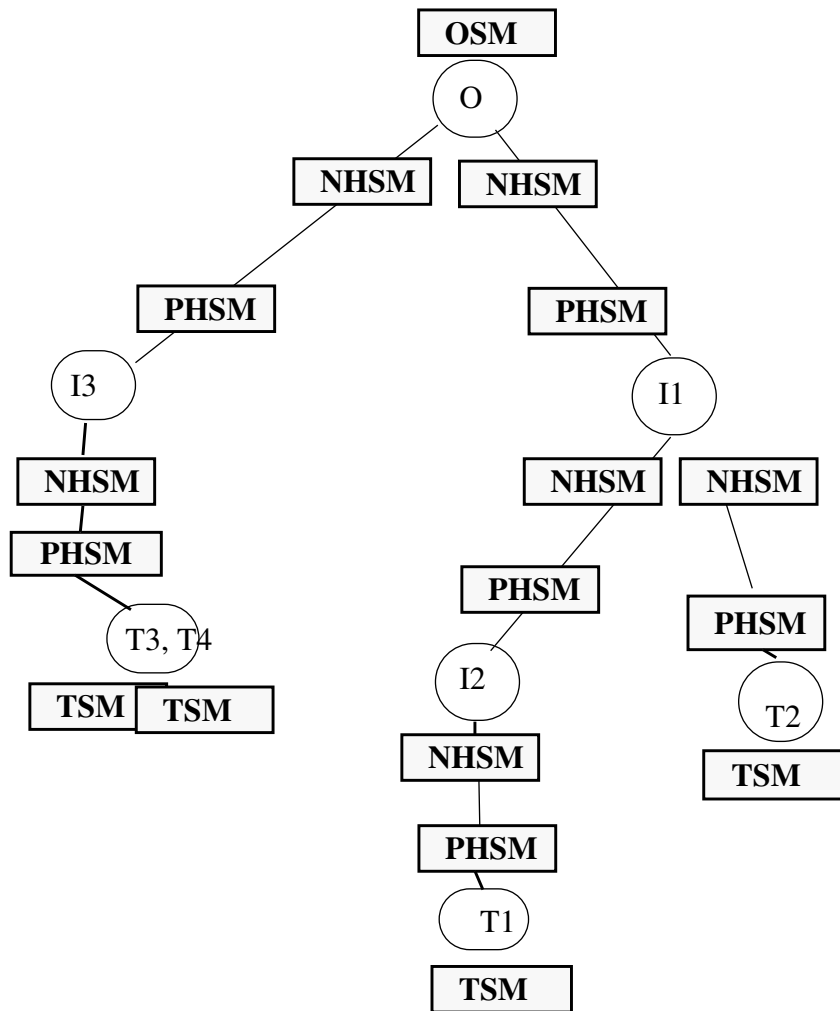 OSM
O
NHSM NHSM
PHSM PHSM
I3 I1
NHSM NHSM NHSM
PHSM
PHSM
PHSM
T3, T4
I2
TSM TSM
T2
NHSM
TSM
PHSM
T1
TSM